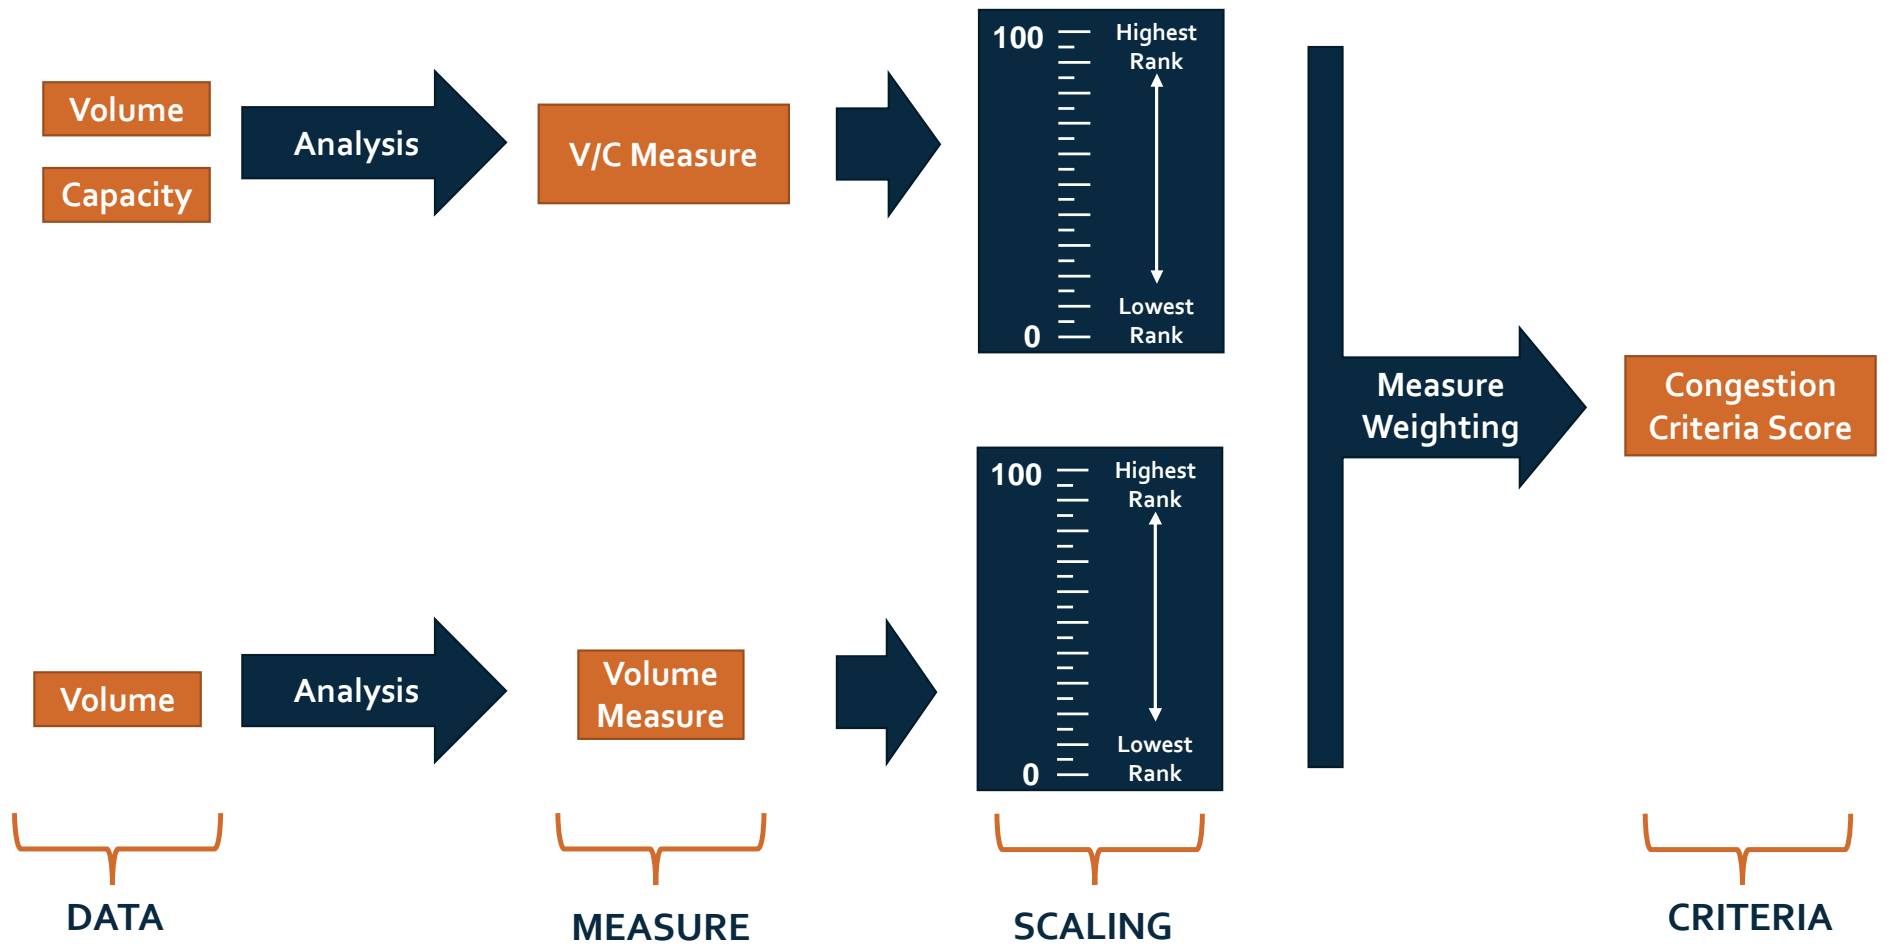 Volume
Capacity
Analysis
V/C Measure
100
Highest
Rank
Lowest
Rank
0
Volume
Analysis
Volume
Measure
100
Highest
Rank
Lowest
Rank
0
Measure
Weighting
Congestion
Criteria Score
DATA
MEASURE
SCALING
CRITERIA